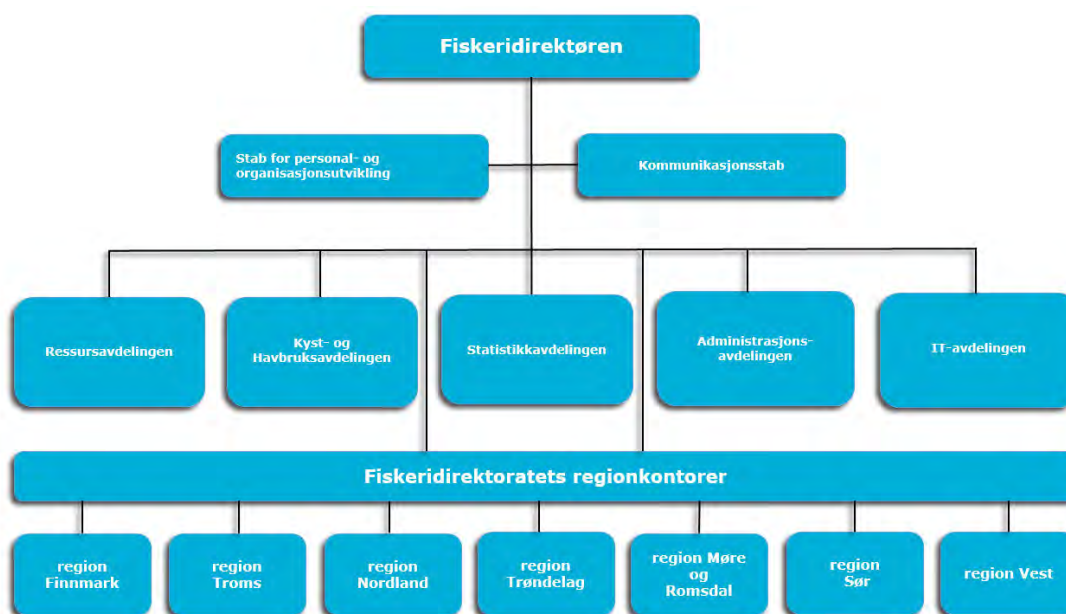 Fiskeridirektøren
Stab for personal- og
organisasjonsutvikling
Kommunikasjonsstab
Ressursavdelingen
Kyst- og
Havbruksavdelingen
Statistikkavdelingen
Administrasjons-
avdelingen
IT-avdelingen
Fiskeridirektoratets regionkontorer
region
Finnmark
region
Troms
region
Nordland
region
Trøndelag
region Møre
og
Romsdal
region
Sør
region Vest